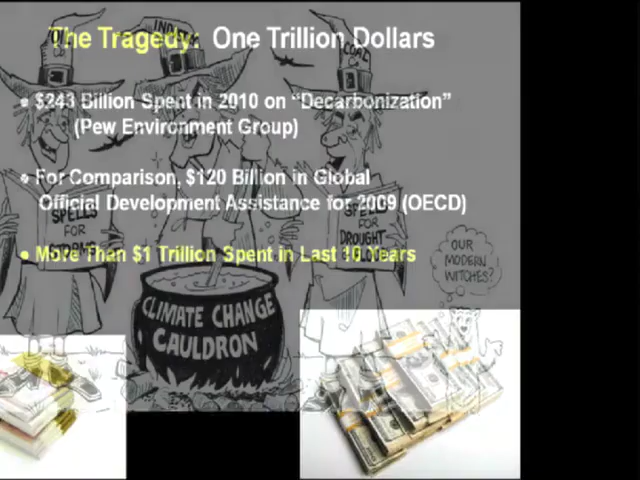 The Tragedy: One Trillion Dollars
• $243 Billion Spent in 2010 on “Decarbonization”
(Pew Environment Group)
• For Comparison, $120 Billion in Global
Official Development Assistance for 2009 (OECD)
• More Than $1 Trillion Spent in Last 10 Years
OIL
COAL
SPELLS
FOR
SPELLS
FOR
DROUGHT
OUR
MODERN
WITCHES?
CLIMATE CHANGE
CAULDRON